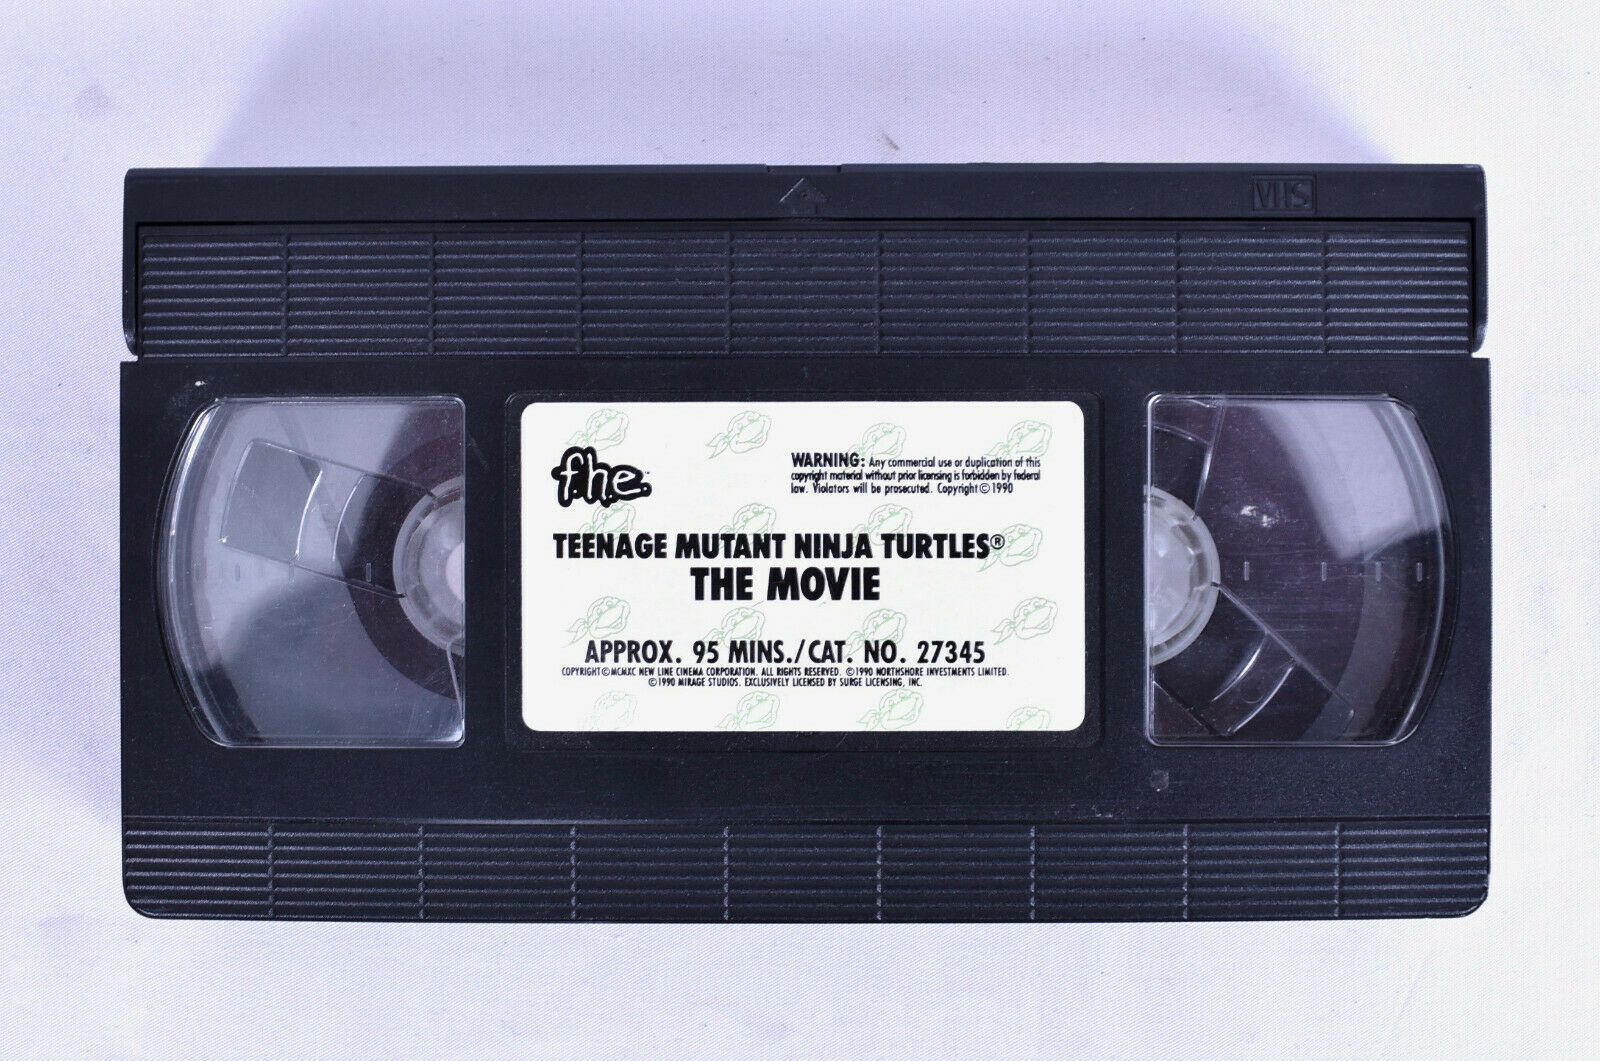 VHS
f.h.e.™
WARNING: Any commercial use or duplication of this
copyright material without prior licensing is forbidden by federal
law. Violators will be prosecuted. Copyright © 1990
TEENAGE MUTANT NINJA TURTLES®
THE MOVIE
APPROX. 95 MINS./CAT. NO. 27345
COPYRIGHT © MCMXC NEW LINE CINEMA CORPORATION. ALL RIGHTS RESERVED. © 1990 NORTHSHORE INVESTMENTS LIMITED.
© 1990 MIRAGE STUDIOS. EXCLUSIVELY LICENSED BY SURGE LICENSING, INC.